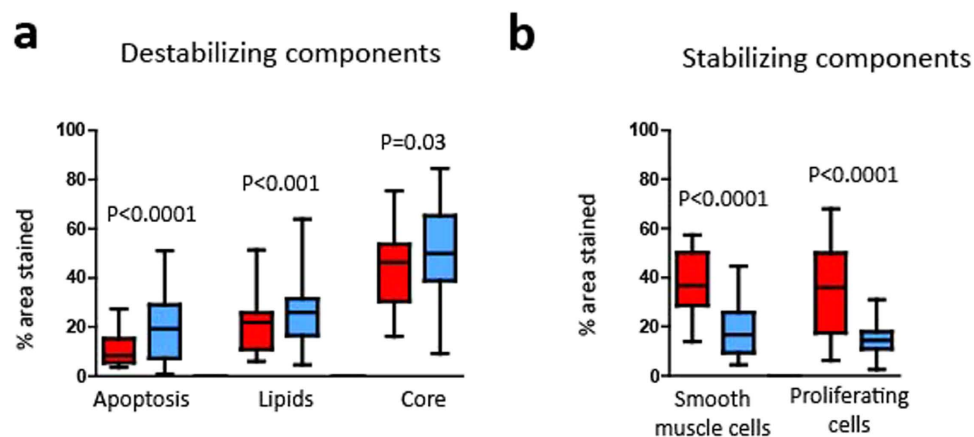 a
Destabilizing components
% area stained
100
80
60
40
20
0
P<0.0001
P<0.001
P=0.03
Apoptosis
Lipids
Core
b
Stabilizing components
% area stained
100
80
60
40
20
0
P<0.0001
P<0.0001
Smooth
muscle cells
Proliferating
cells